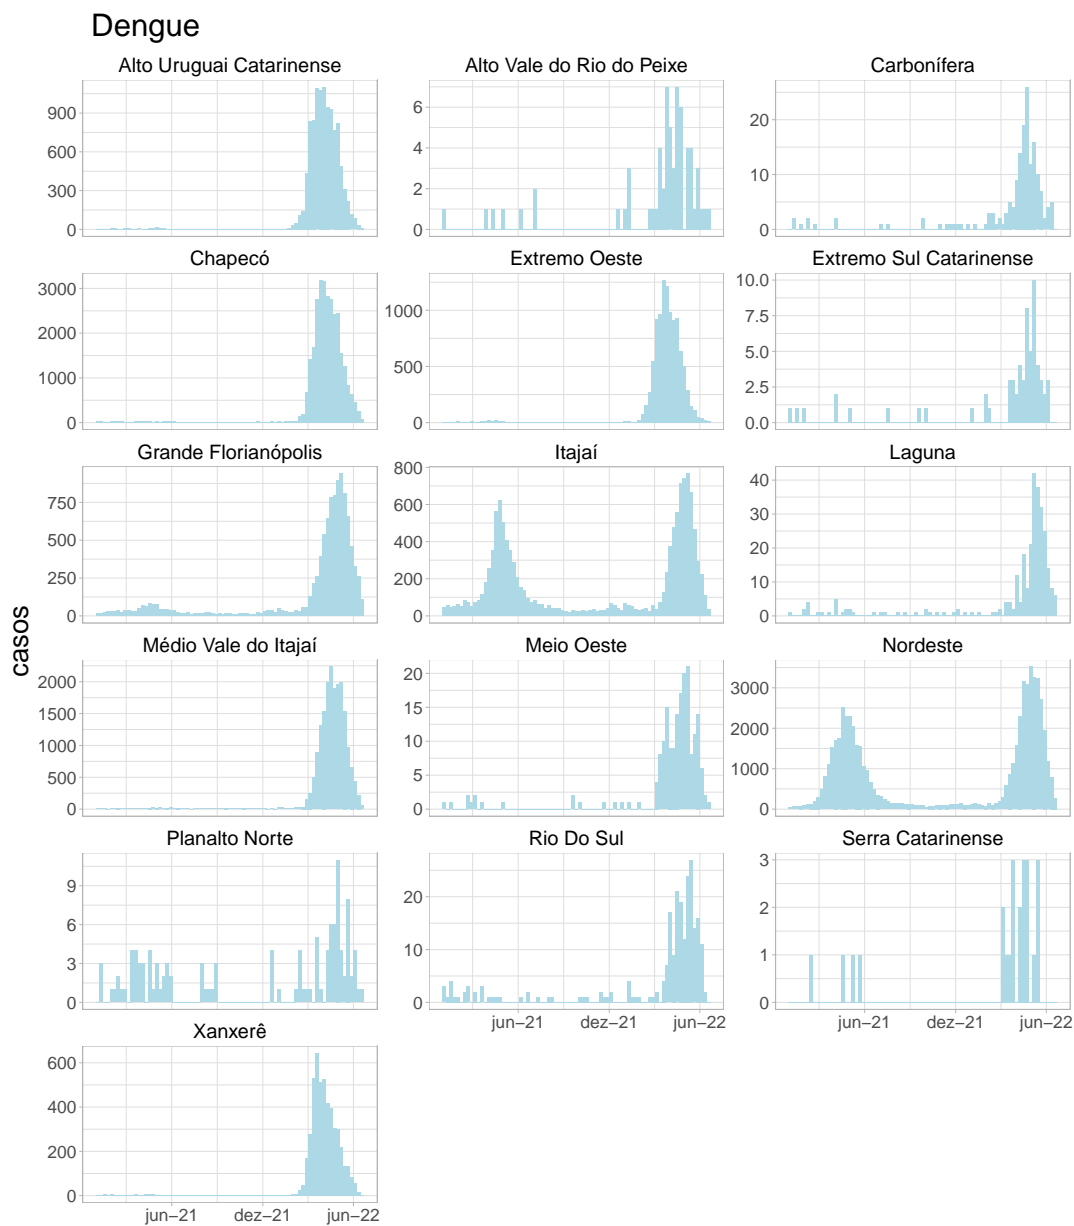 Dengue
Alto Uruguai Catarinense
Alto Vale do Rio do Peixe
Carbonífera
900
600
300
0
6
4
2
0
20
10
0
Chapecó
Extremo Oeste
Extremo Sul Catarinense
3000
2000
1000
0
1000
500
0
10.0
7.5
5.0
2.5
0.0
Grande Florianópolis
Itajaí
Laguna
750
500
250
0
800
600
400
200
0
40
30
20
10
0
casos
Médio Vale do Itajaí
Meio Oeste
Nordeste
2000
1500
1000
500
0
20
15
10
5
0
3000
2000
1000
0
Planalto Norte
Rio Do Sul
Serra Catarinense
9
6
3
0
20
10
0
3
2
1
0
jun−21
dez−21
jun−22
jun−21
dez−21
jun−22
Xanxerê
600
400
200
0
jun−21
dez−21
jun−22